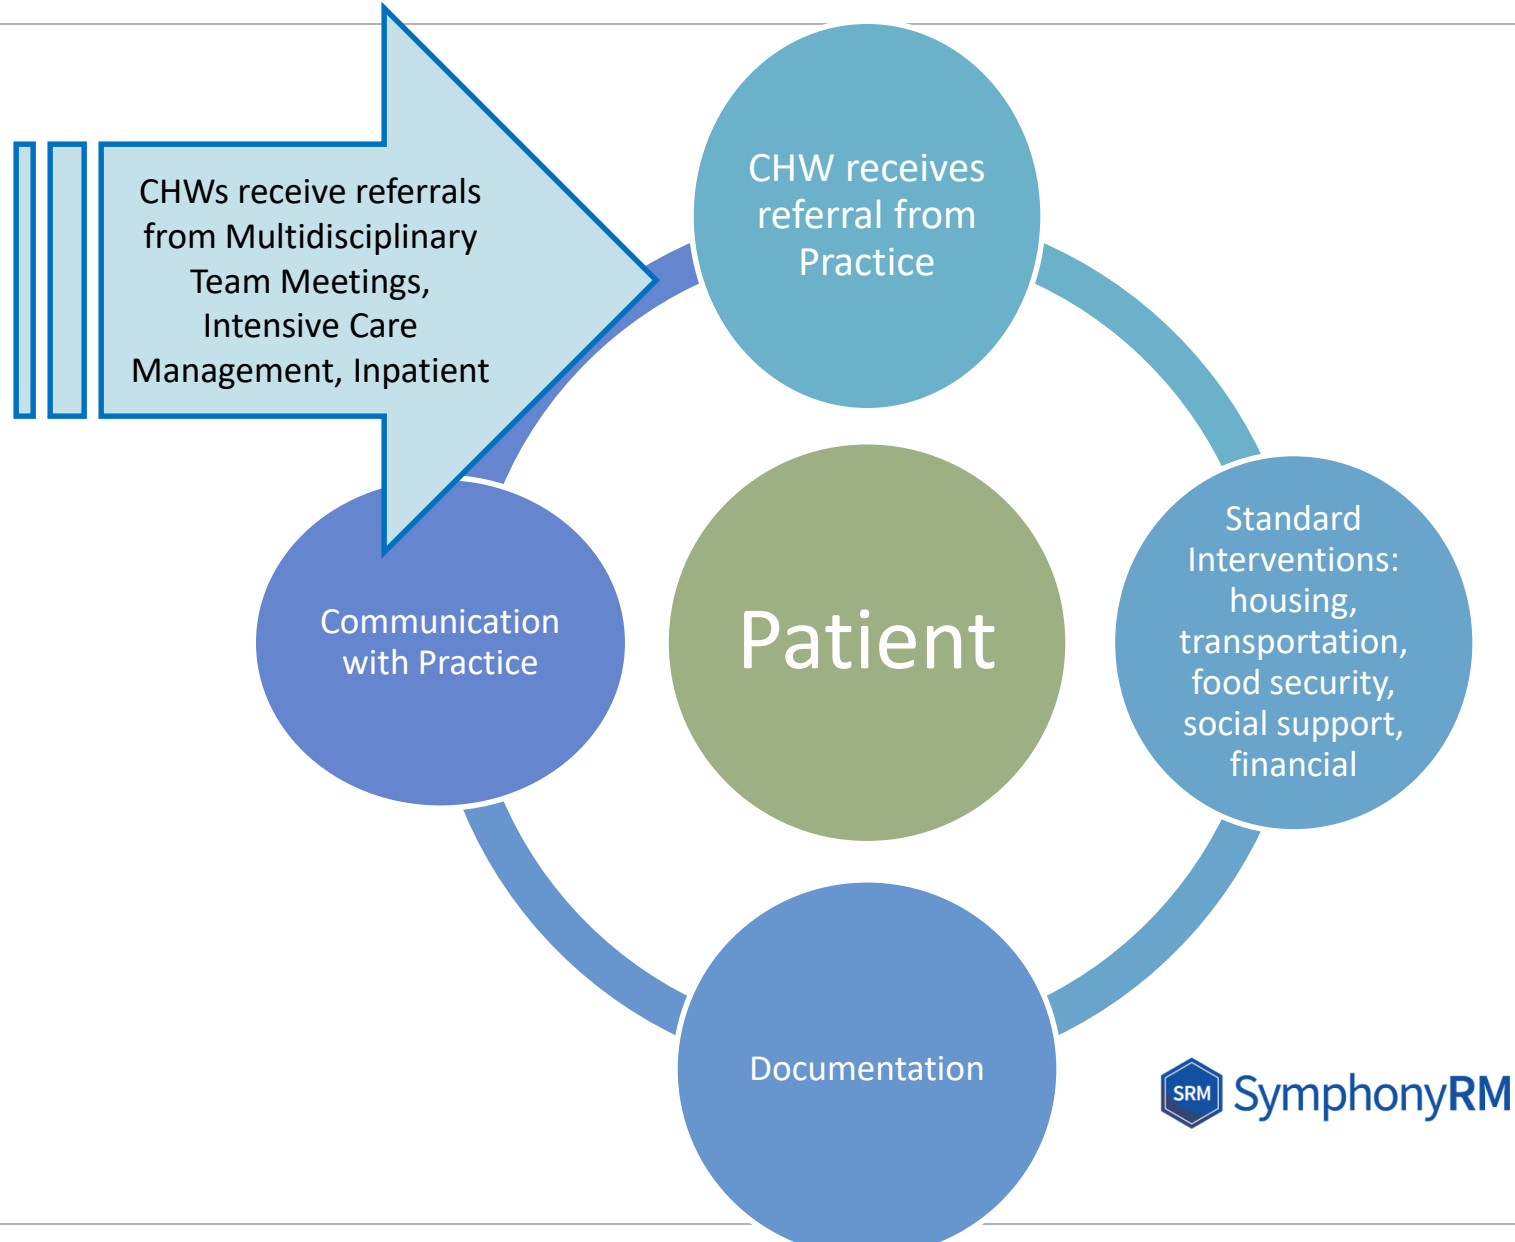 CHWs receive referrals
from Multidisciplinary
Team Meetings,
Intensive Care
Management, Inpatient
CHW receives
referral from
Practice
Standard
Interventions:
housing,
transportation,
food security,
social support,
financial
Patient
Communication
with Practice
Documentation
SRM SymphonyRM